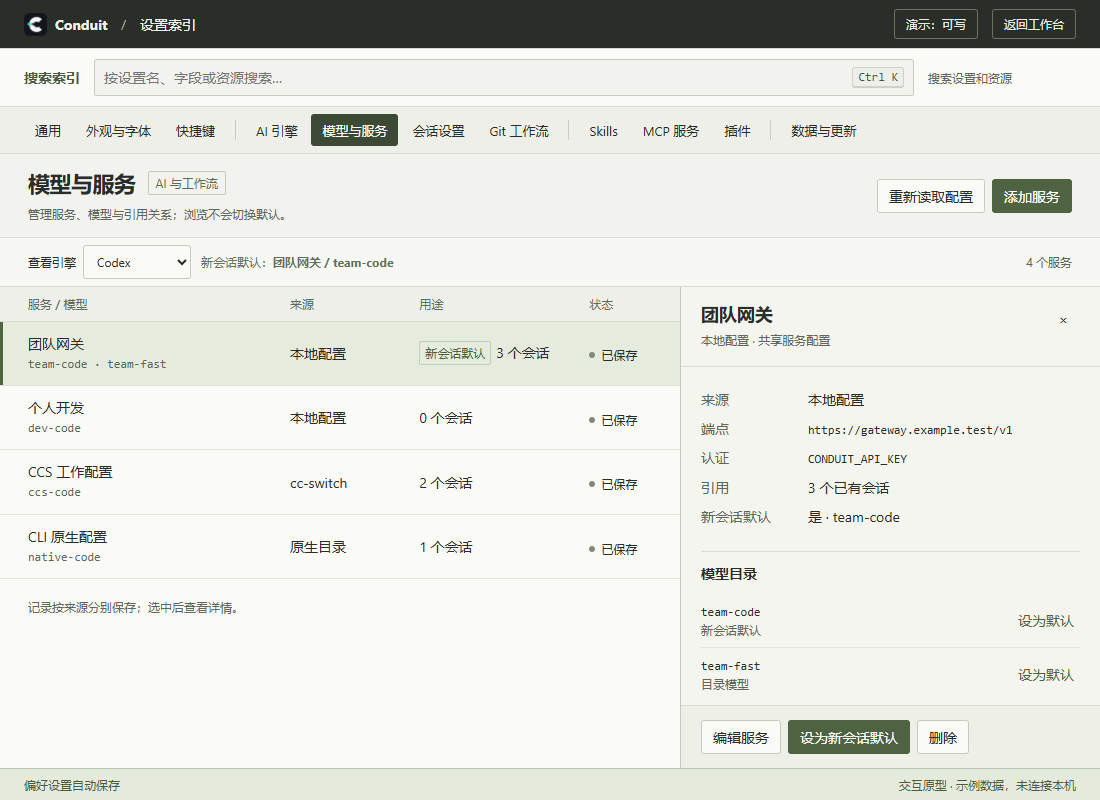 Conduit / 设置索引 演示：可写 返回工作台
搜索索引 按设置名、字段或资源搜索... Ctrl K 搜索设置和资源
通用 外观与字体 快捷键 AI 引擎 模型与服务 会话设置 Git 工作流 Skills MCP 服务 插件 数据与更新
模型与服务 AI 与工作流
管理服务、模型与引用关系；浏览不会切换默认。
重新读取配置 添加服务
查看引擎 Codex 新会话默认：团队网关 / team-code 4 个服务
服务 / 模型 来源 用途 状态
团队网关
team-code · team-fast
本地配置 新会话默认 3 个会话 已保存
个人开发
dev-code
本地配置 0 个会话 已保存
CCS 工作配置
ccs-code
cc-switch 2 个会话 已保存
CLI 原生配置
native-code
原生目录 1 个会话 已保存
记录按来源分别保存；选中后查看详情。
团队网关 ×
本地配置 · 共享服务配置
来源 本地配置
端点 https://gateway.example.test/v1
认证 CONDUIT_API_KEY
引用 3 个已有会话
新会话默认 是 · team-code
模型目录
team-code
新会话默认
设为默认
team-fast
目录模型
设为默认
编辑服务 设为新会话默认 删除
偏好设置自动保存 交互原型 · 示例数据，未连接本机